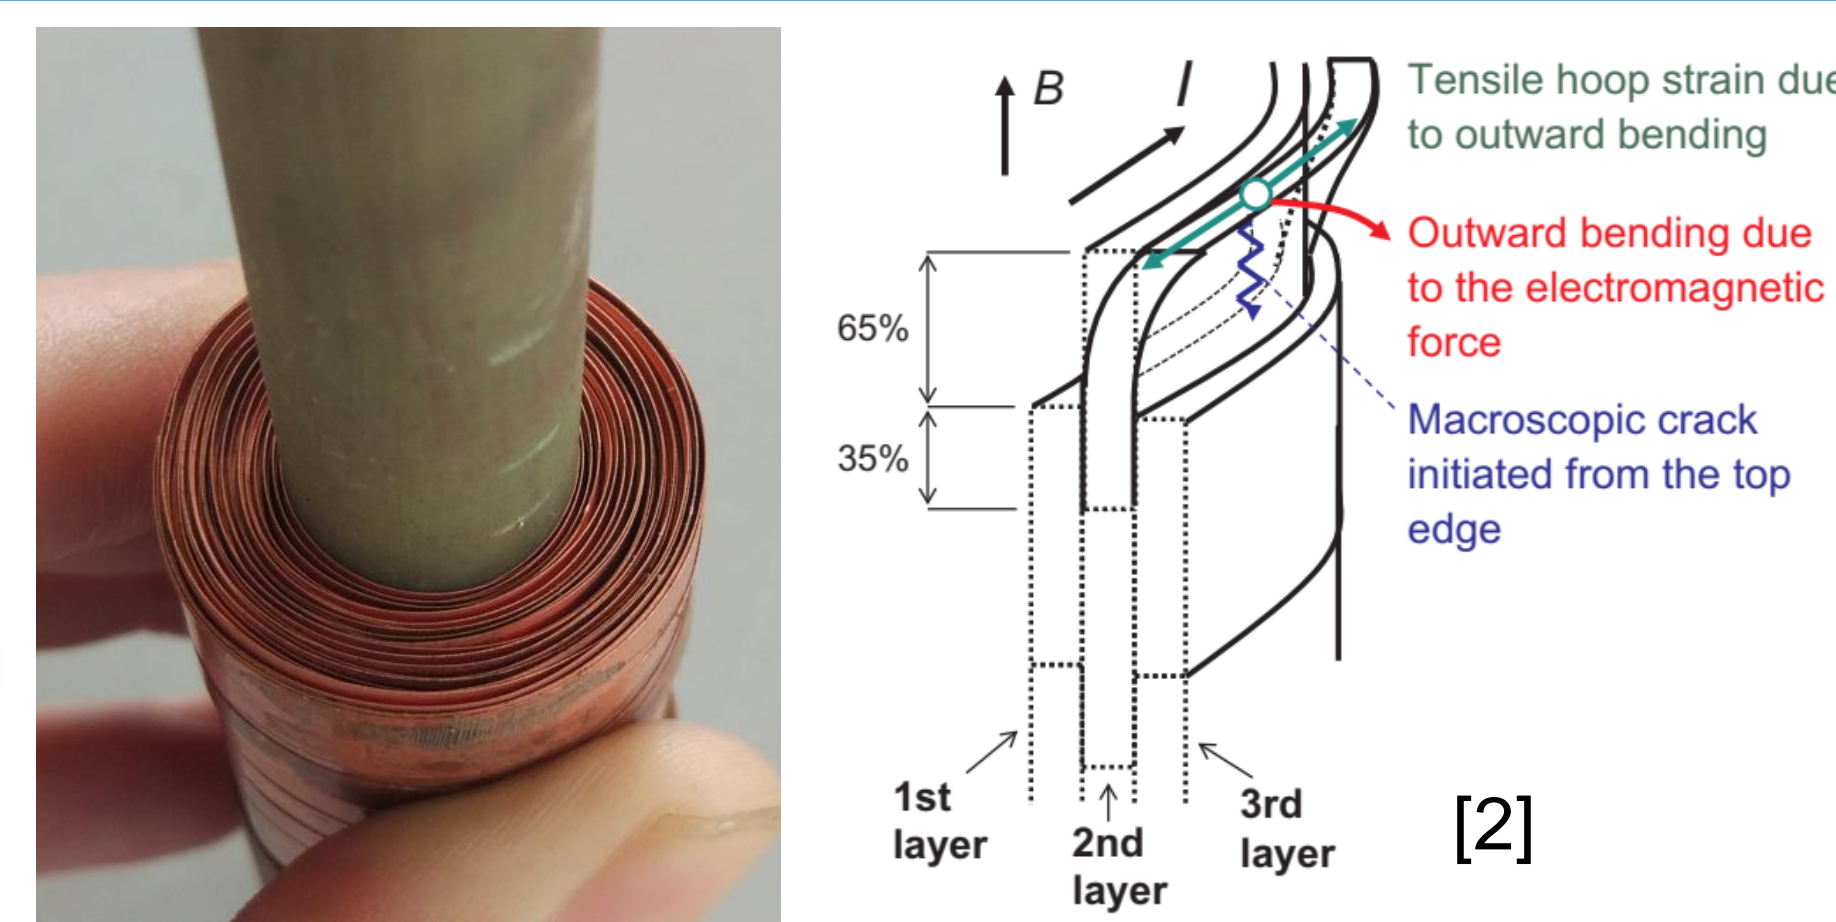 B
I
Tensile hoop strain due
to outward bending
Outward bending due
to the electromagnetic
force
65%
Macroscopic crack
initiated from the top
edge
35%
1st
layer
2nd
layer
3rd
layer
[2]